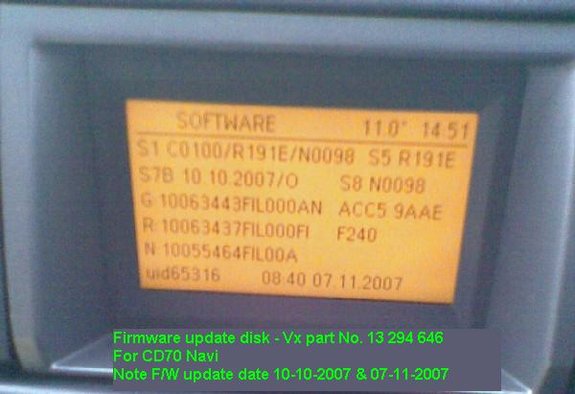 SOFTWARE 11.0° 14:51
S1 C0100/R191E/N0098 S5 R191E
S7B 10.10.2007/0 S8 N0098
G 10063443FIL000AN ACC5 9AAE
R 10063437FIL000FI F240
N 10055464FIL00A
uid65316 08:40 07.11.2007
Firmware update disk - Vx part No. 13 294 646
For CD70 Navi
Note F/W update date 10-10-2007 & 07-11-2007